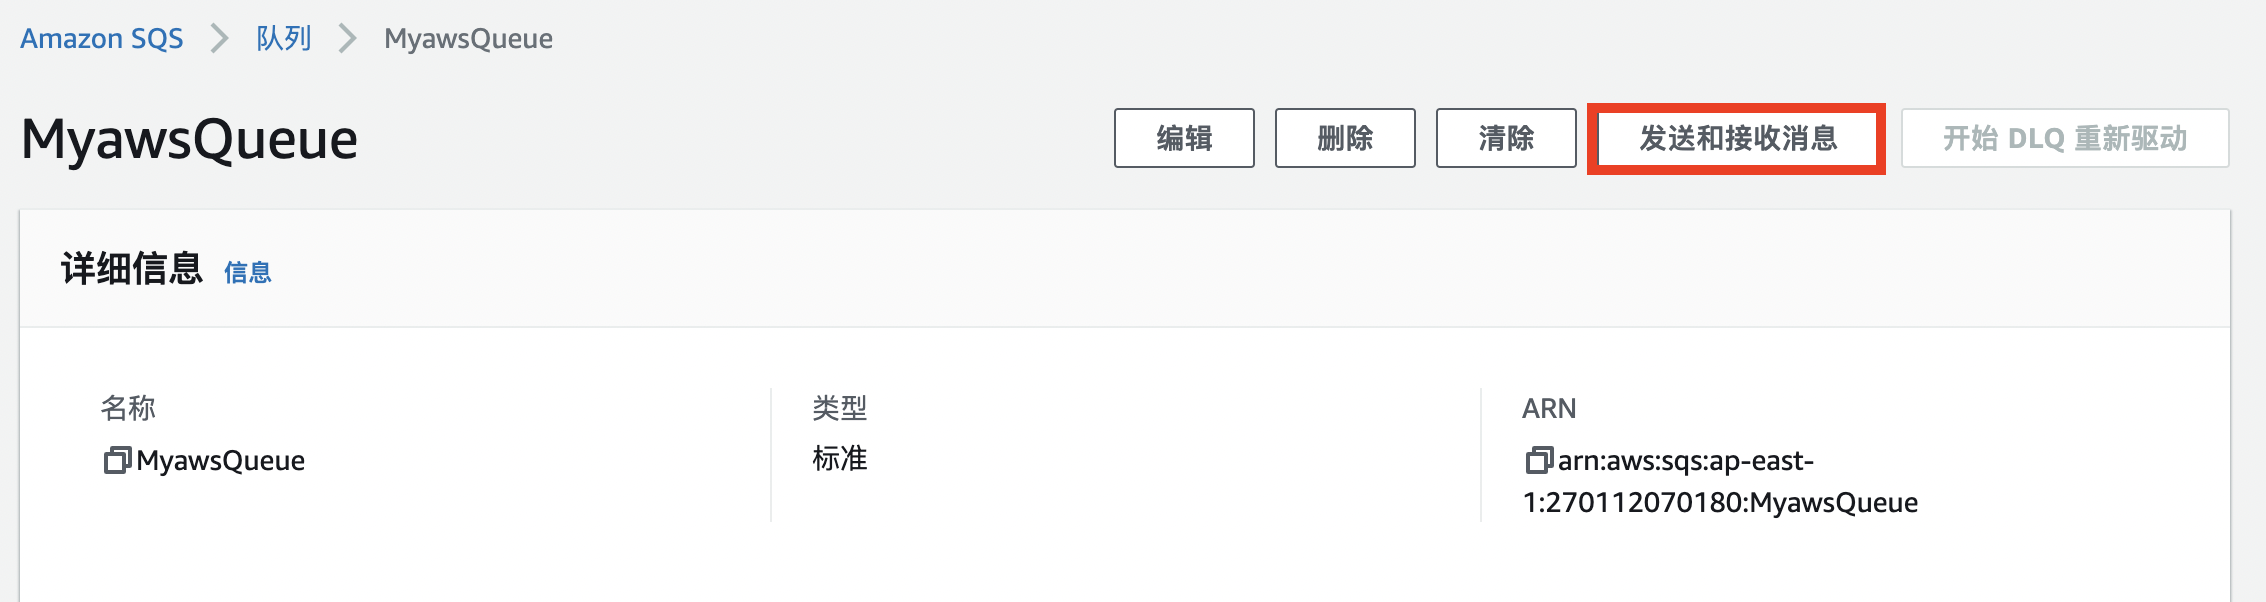 Amazon SQS > 队列 > MyawsQueue
MyawsQueue
编辑 删除 清除 发送和接收消息 开始 DLQ 重新驱动
详细信息 信息
名称 类型 ARN
MyawsQueue 标准 arn:aws:sqs:ap-east-
1:270112070180:MyawsQueue